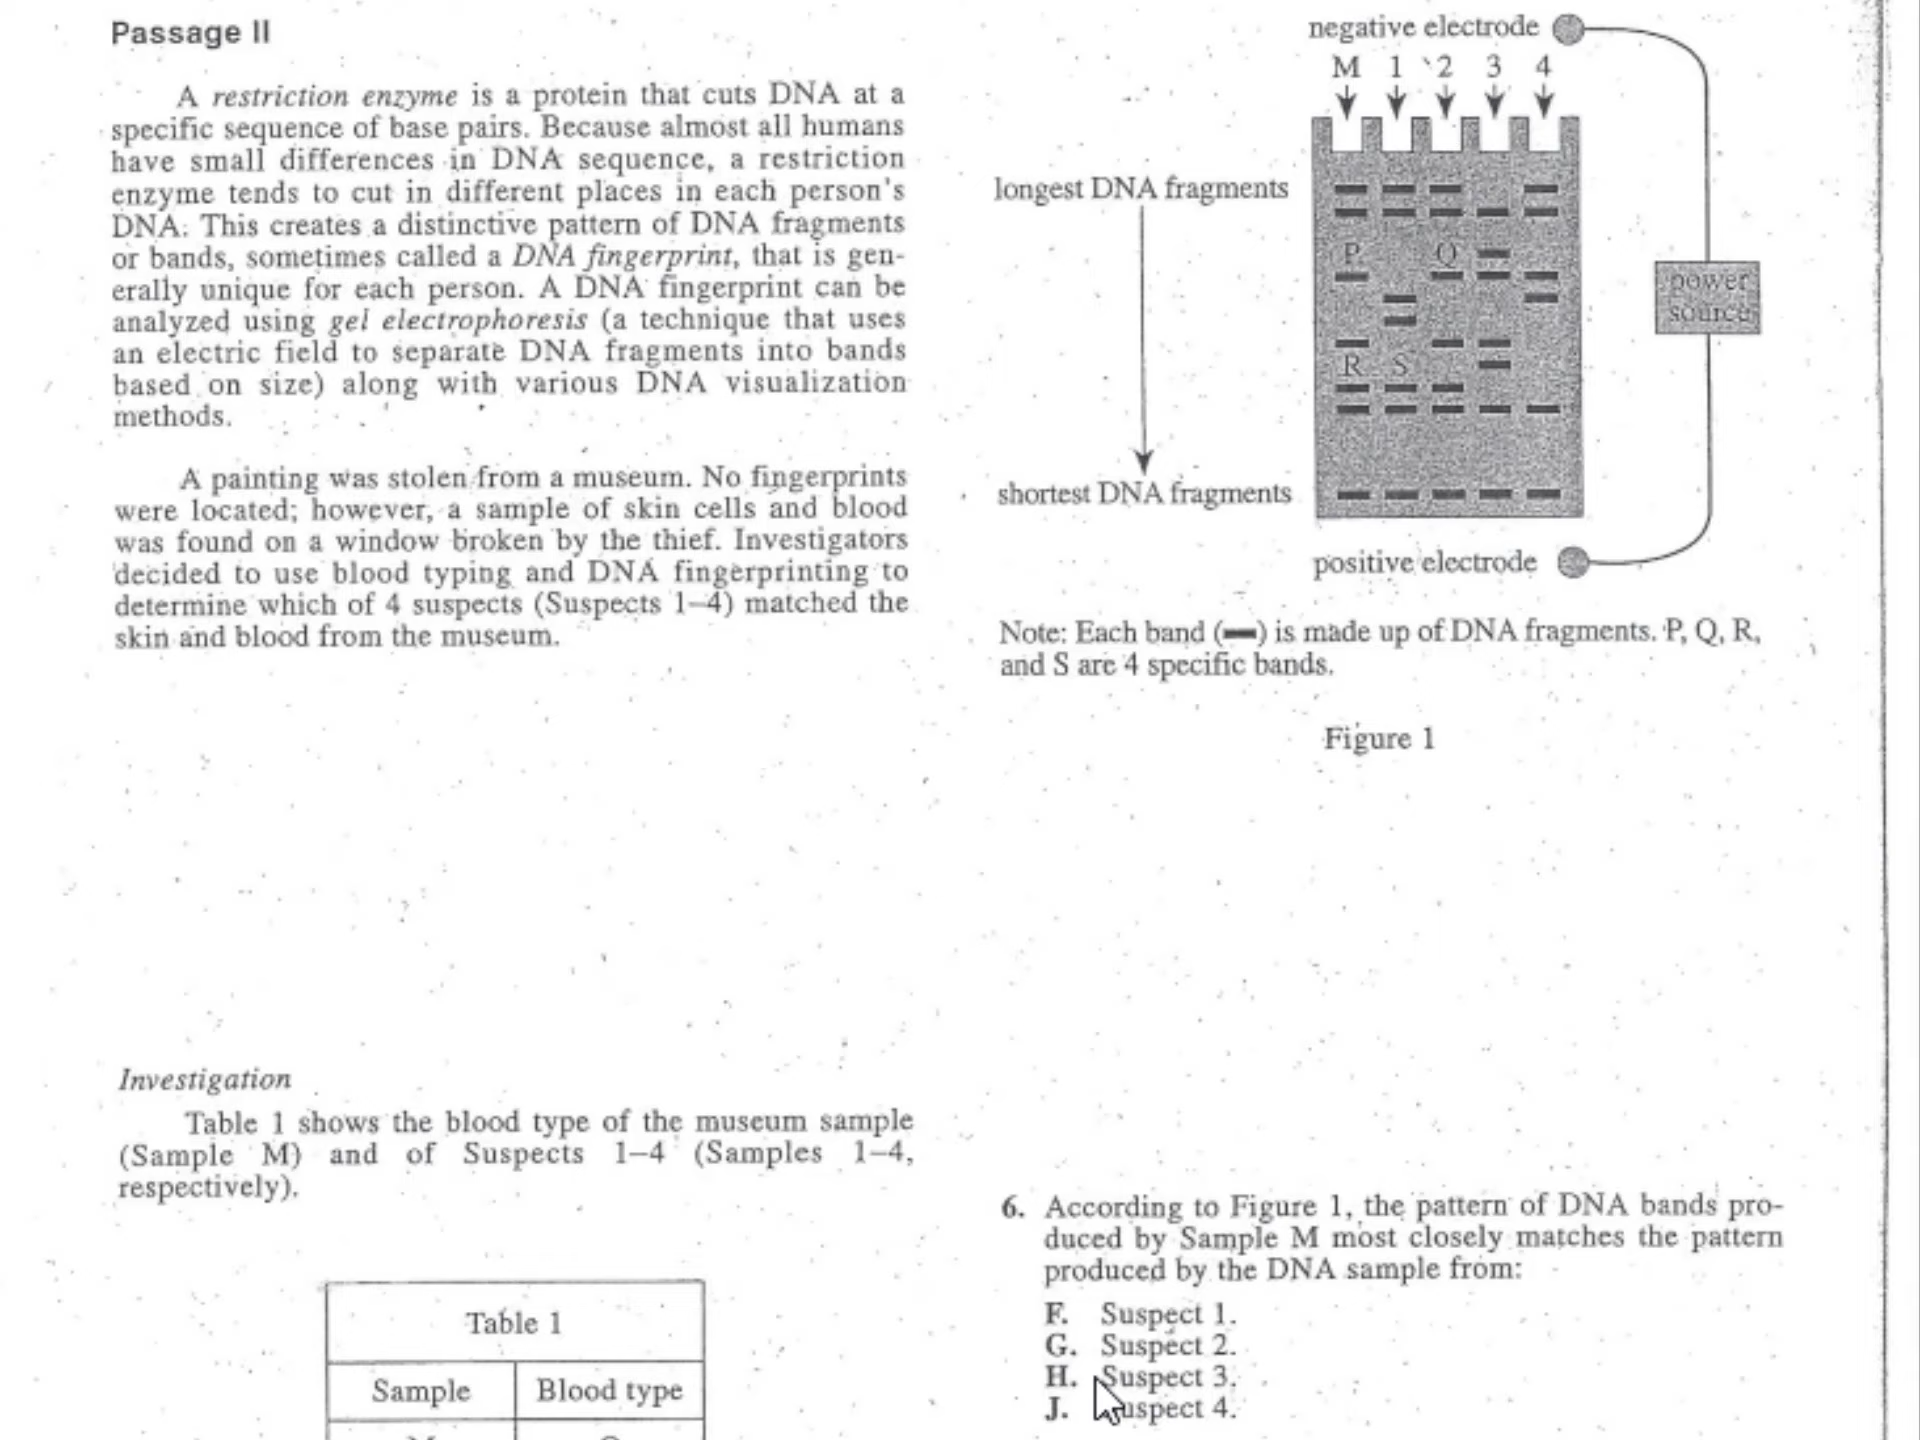 Passage II
A restriction enzyme is a protein that cuts DNA at a
specific sequence of base pairs. Because almost all humans
have small differences in DNA sequence, a restriction
enzyme tends to cut in different places in each person's
DNA. This creates a distinctive pattern of DNA fragments
or bands, sometimes called a DNA fingerprint, that is gen-
erally unique for each person. A DNA fingerprint can be
analyzed using gel electrophoresis (a technique that uses
an electric field to separate DNA fragments into bands
based on size) along with various DNA visualization
methods.
A painting was stolen from a museum. No fingerprints
were located; however, a sample of skin cells and blood
was found on a window broken by the thief. Investigators
decided to use blood typing and DNA fingerprinting to
determine which of 4 suspects (Suspects 1–4) matched the
skin and blood from the museum.
Investigation
Table 1 shows the blood type of the museum sample
(Sample M) and of Suspects 1–4 (Samples 1–4,
respectively).
Table 1
Sample Blood type
negative electrode
M 1 2 3 4
longest DNA fragments
P Q
power
source
R S
shortest DNA fragments
positive electrode
Note: Each band (▬) is made up of DNA fragments. P, Q, R,
and S are 4 specific bands.
Figure 1
6. According to Figure 1, the pattern of DNA bands pro-
duced by Sample M most closely matches the pattern
produced by the DNA sample from:
F. Suspect 1.
G. Suspect 2.
H. Suspect 3.
J. Suspect 4.